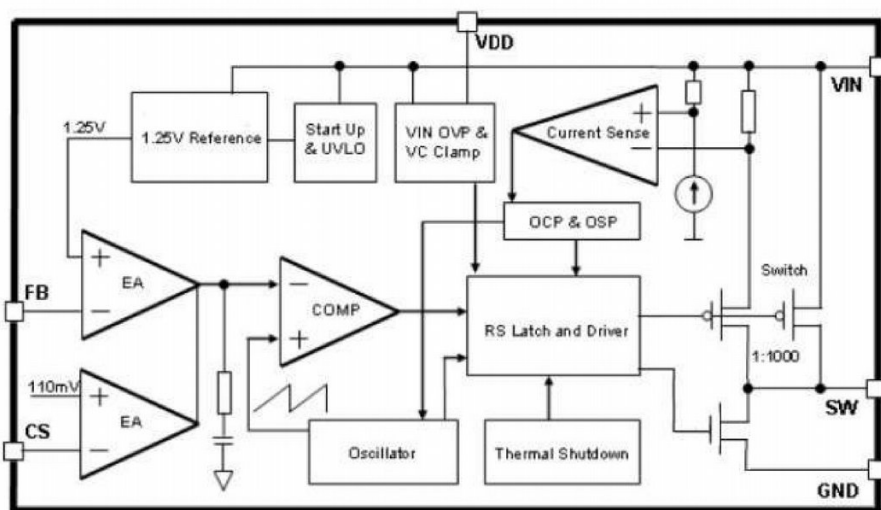 VDD
VIN
1.25V
1.25V Reference
Start Up
& UVLO
VIN OVP &
VC Clamp
+
Current Sense
−
OCP & OSP
+
EA
−
FB
−
COMP
+
RS Latch and Driver
Switch
1:1000
110mV
+
EA
−
CS
Oscillator
Thermal Shutdown
SW
GND